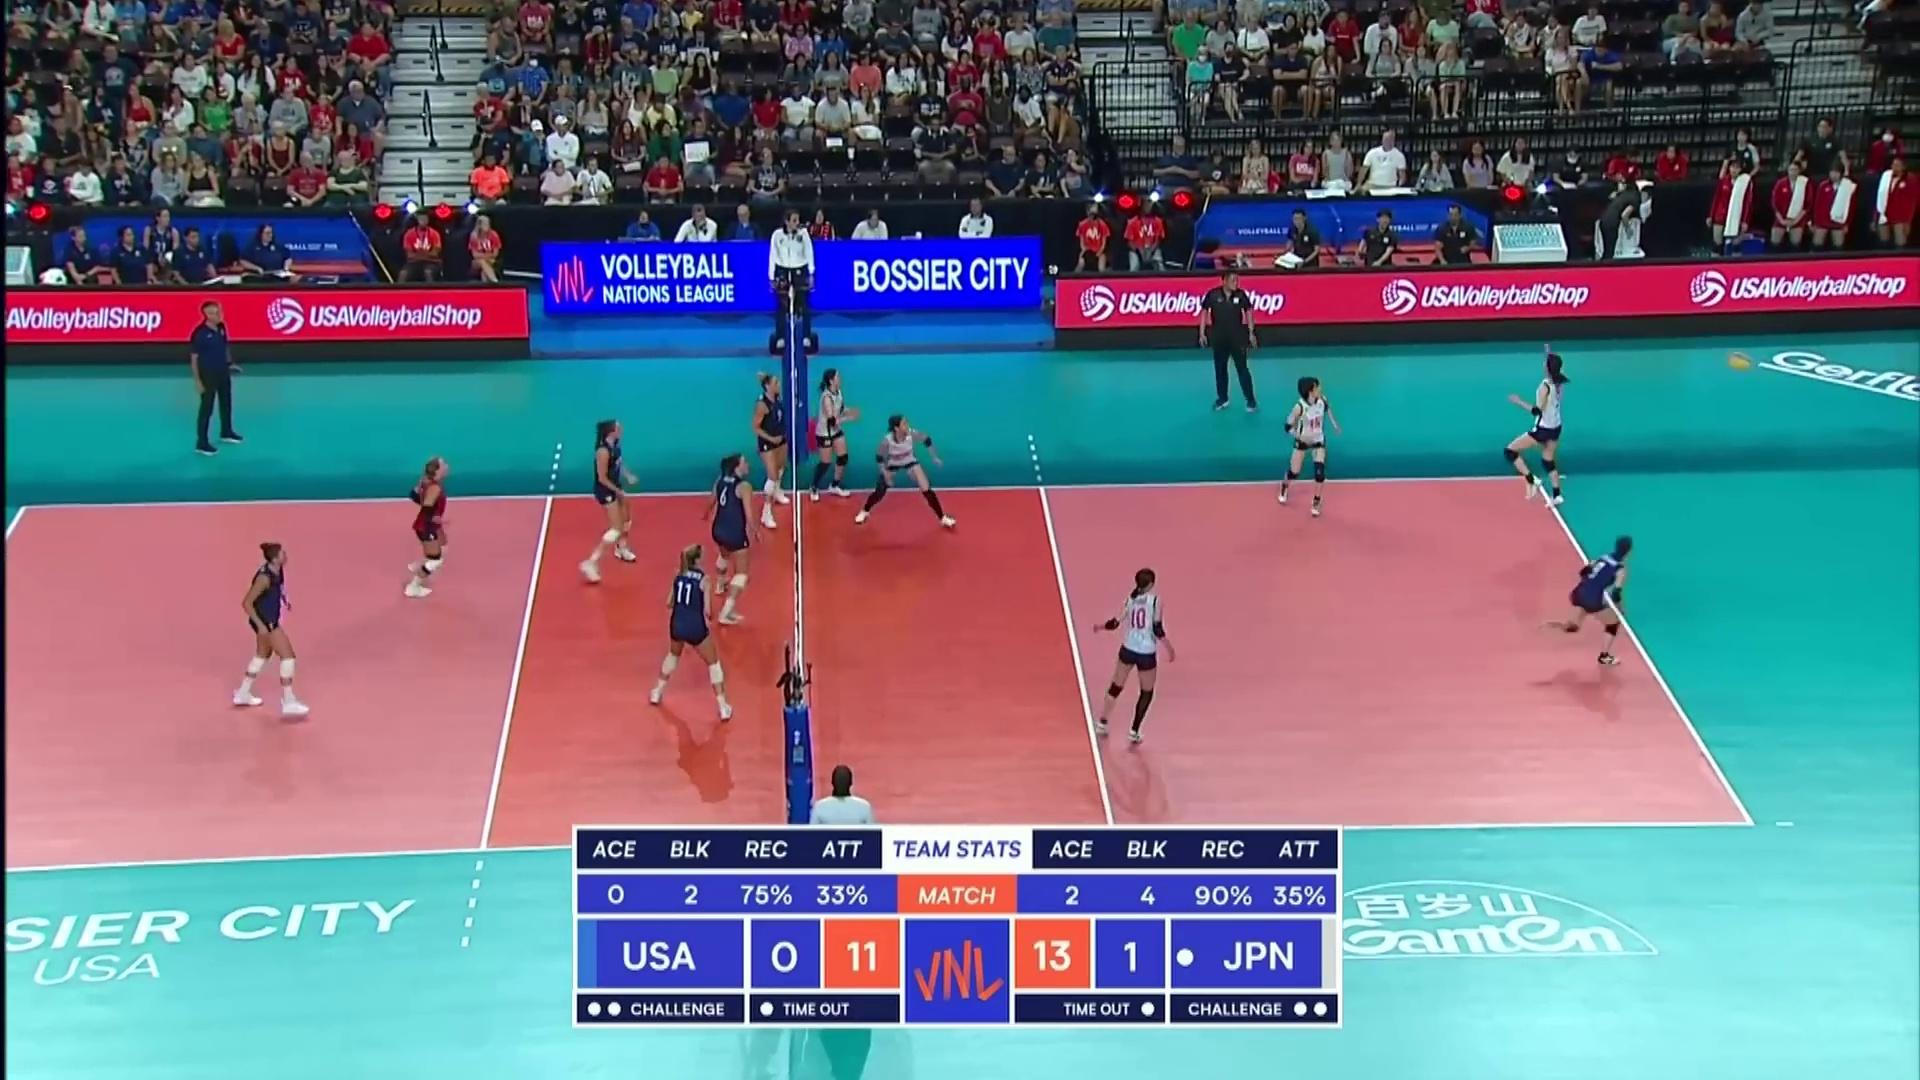 VOLLEYBALL
NATIONS LEAGUE
BOSSIER CITY
AVolleyballShop
USAVolleyballShop
USAVolley hop
USAVolleyballShop
USAVolleyballShop
Gerflo
6
11
10
SIER CITY
USA
百岁山
GanTen
ACE BLK REC ATT TEAM STATS ACE BLK REC ATT
0 2 75% 33% MATCH 2 4 90% 35%
USA 0 11 VNL 13 1 JPN
CHALLENGE TIME OUT TIME OUT CHALLENGE